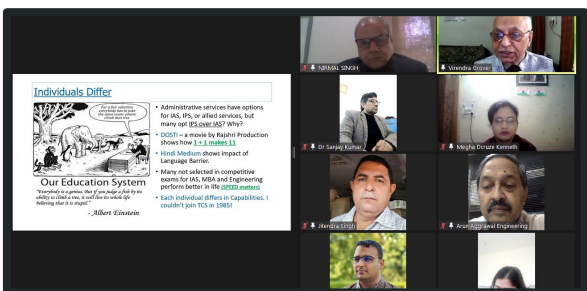 Individuals Differ
For a fair selection
everybody has to take
the same exam: please
climb that tree
Our Education System
"Everybody is a genius. But if you judge a fish by its
ability to climb a tree, it will live its whole life
believing that it is stupid."
- Albert Einstein
• Administrative services have options
for IAS, IPS, or allied services, but
many opt IPS over IAS? Why?
• DOSTI – a movie by Rajshri Production
shows how 1 + 1 makes 11
• Hindi Medium shows impact of
Language Barrier.
• Many not selected in competitive
exams for IAS, MBA and Engineering
perform better in life (SPEED matters)
• Each individual differs in Capabilities. I
couldn't join TCS in 1985!
NIRMAL SINGH
Virendra Grover
Dr Sanjay Kumar
Megha Dcruze Kenneth
Jitendra Singh
Arun Aggrawal Engineering